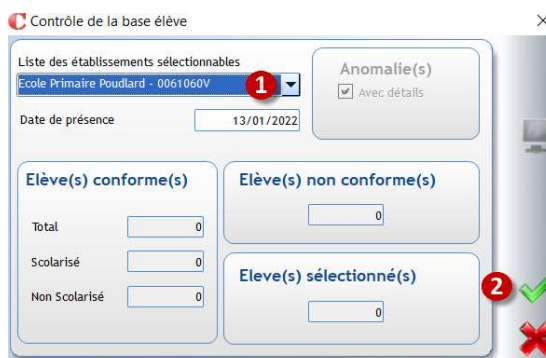 Contrôle de la base élève
Liste des établissements sélectionnables
Ecole Primaire Poudlard - 0061060V
1
Anomalie(s)
Avec détails
Date de présence
13/01/2022
Elève(s) conforme(s)
Total
0
Scolarisé
0
Non Scolarisé
0
Elève(s) non conforme(s)
0
Eleve(s) sélectionné(s)
0
2